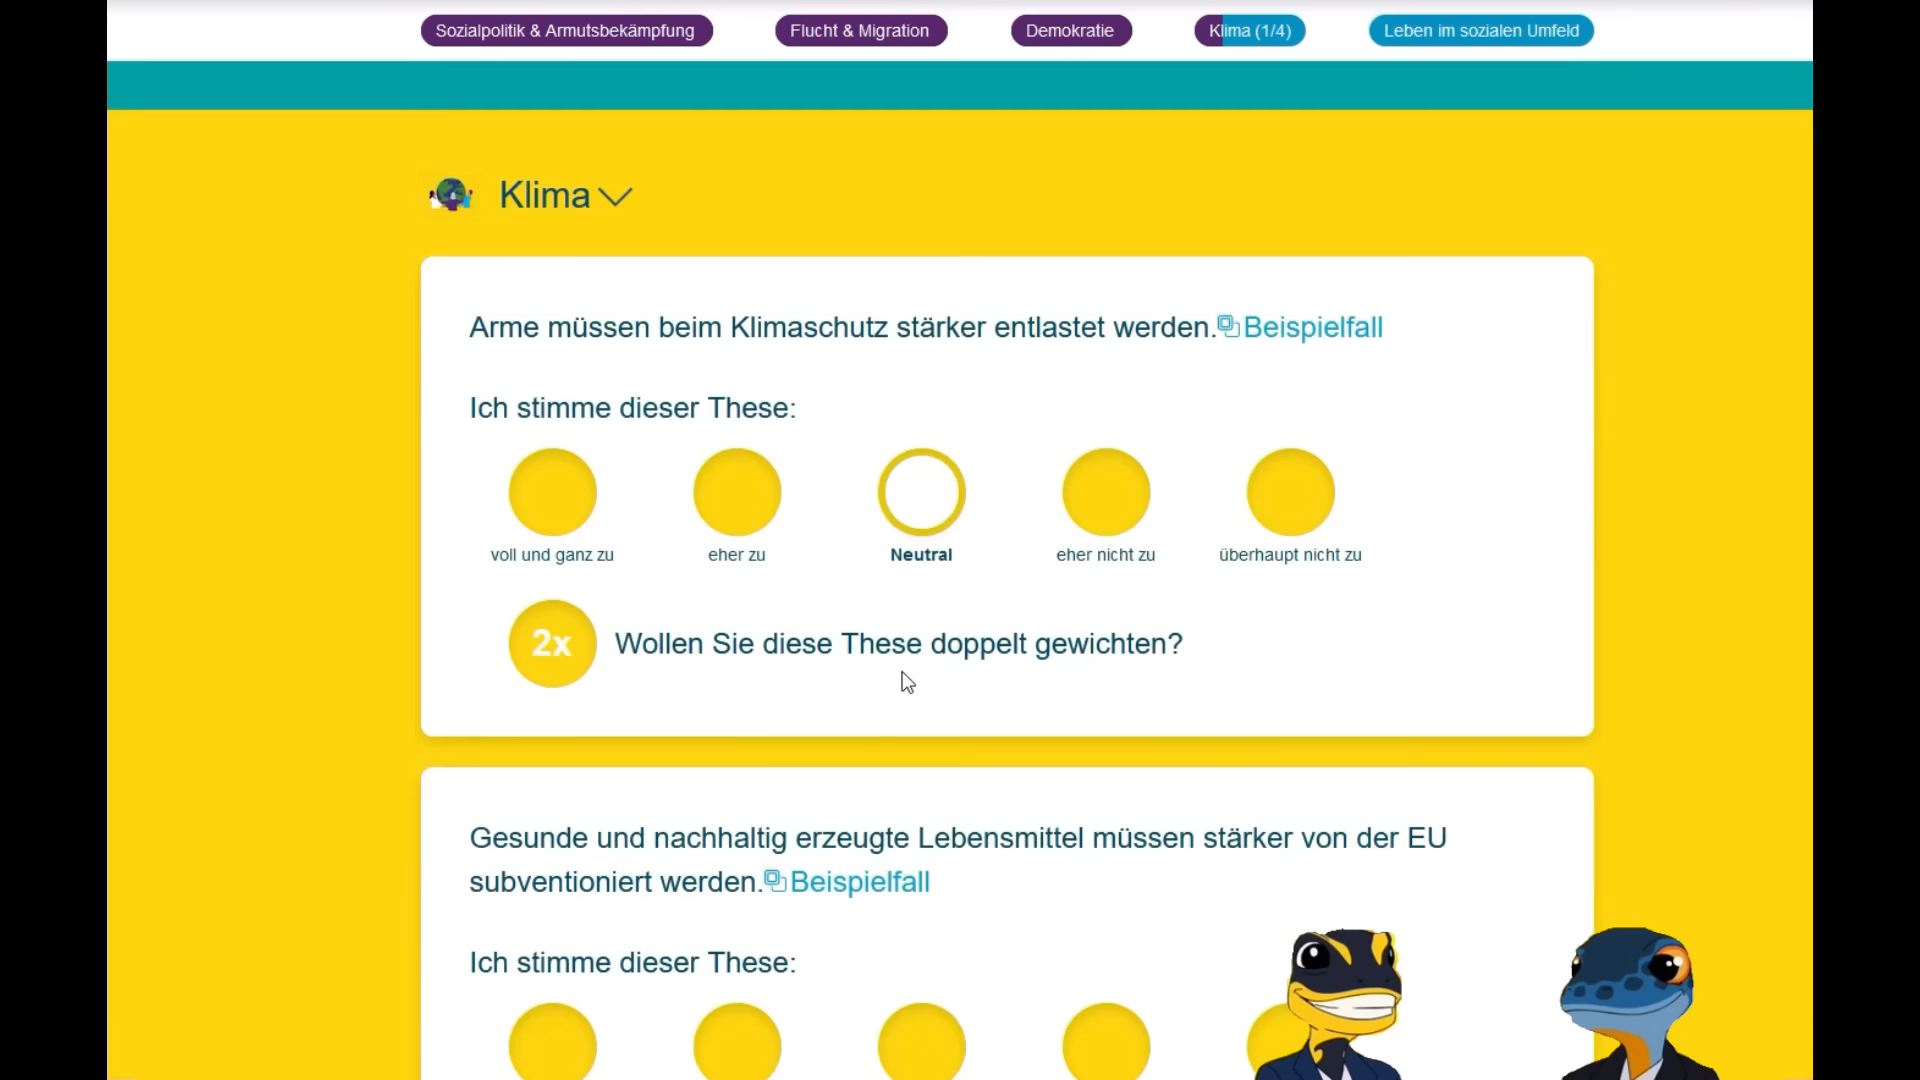 Sozialpolitik & Armutsbekämpfung
Flucht & Migration
Demokratie
Klima (1/4)
Leben im sozialen Umfeld
Klima
Arme müssen beim Klimaschutz stärker entlastet werden. Beispielfall
Ich stimme dieser These:
voll und ganz zu
eher zu
Neutral
eher nicht zu
überhaupt nicht zu
2x
Wollen Sie diese These doppelt gewichten?
Gesunde und nachhaltig erzeugte Lebensmittel müssen stärker von der EU
subventioniert werden. Beispielfall
Ich stimme dieser These: